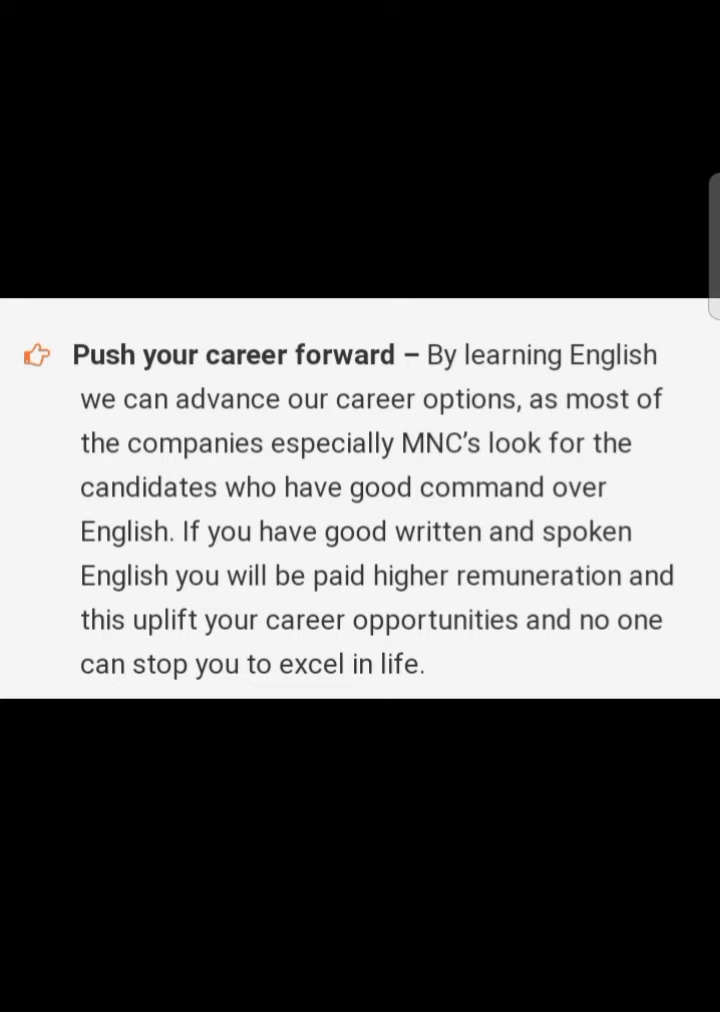 Push your career forward – By learning English
we can advance our career options, as most of
the companies especially MNC's look for the
candidates who have good command over
English. If you have good written and spoken
English you will be paid higher remuneration and
this uplift your career opportunities and no one
can stop you to excel in life.